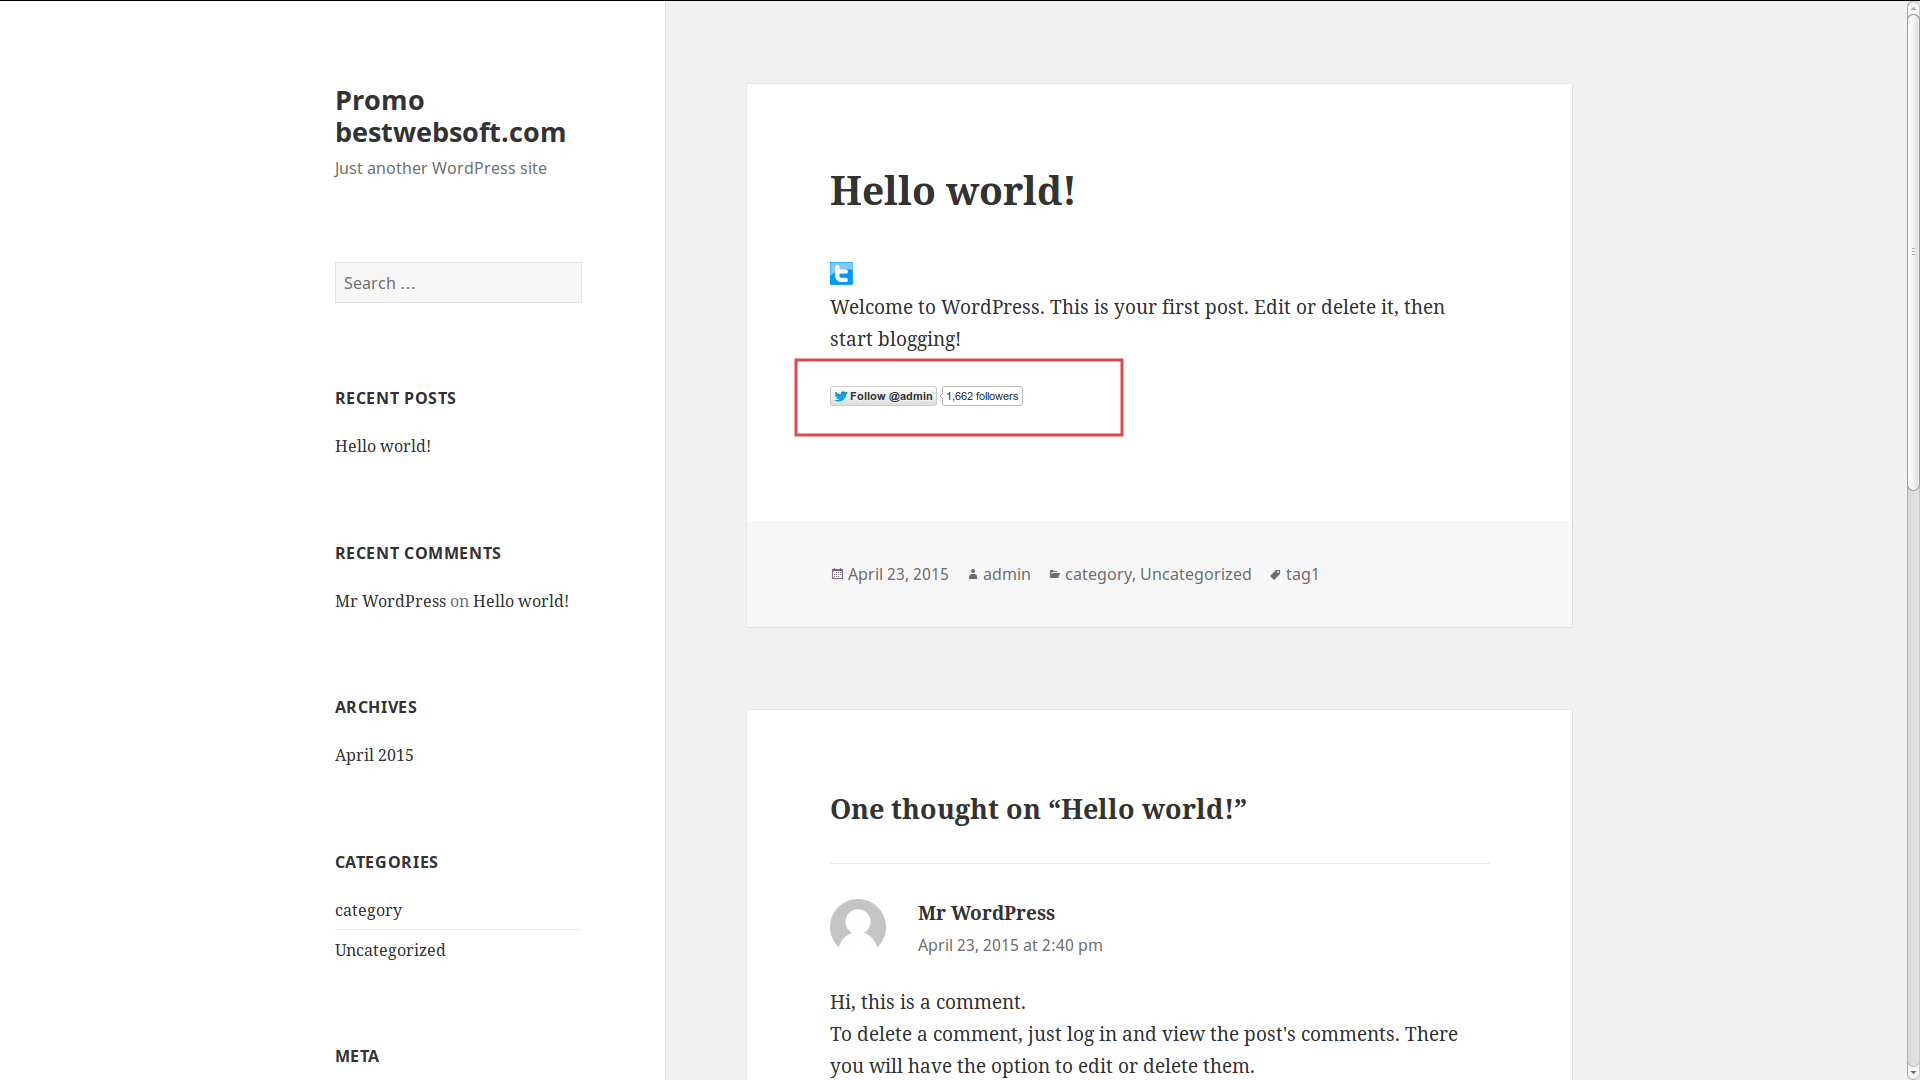 Promo
bestwebsoft.com
Just another WordPress site
Search …
RECENT POSTS
Hello world!
RECENT COMMENTS
Mr WordPress on Hello world!
ARCHIVES
April 2015
CATEGORIES
category
Uncategorized
META
Hello world!
Welcome to WordPress. This is your first post. Edit or delete it, then
start blogging!
Follow @admin 1,662 followers
April 23, 2015 admin category, Uncategorized tag1
One thought on “Hello world!”
Mr WordPress
April 23, 2015 at 2:40 pm
Hi, this is a comment.
To delete a comment, just log in and view the post's comments. There
you will have the option to edit or delete them.